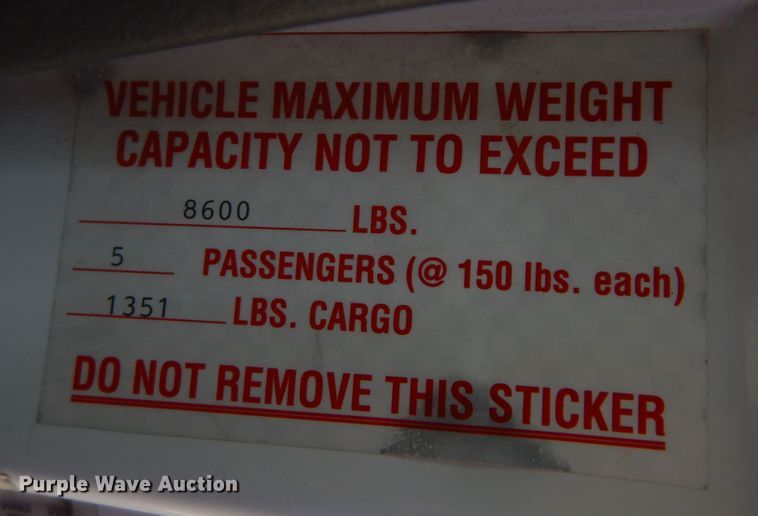 VEHICLE MAXIMUM WEIGHT
CAPACITY NOT TO EXCEED
8600 LBS.
5 PASSENGERS (@ 150 lbs. each)
1351 LBS. CARGO
DO NOT REMOVE THIS STICKER
Purple Wave Auction